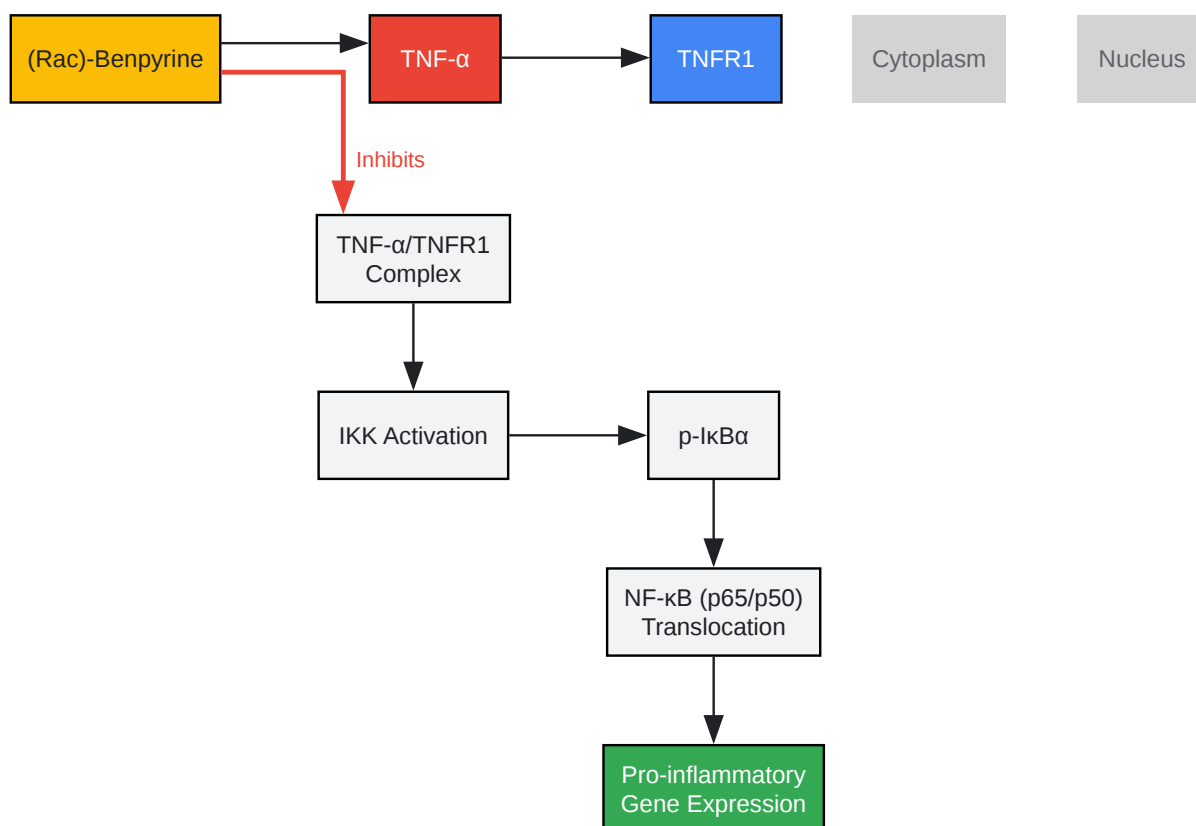 (Rac)-Benpyrine
TNF-α
TNFR1
Cytoplasm
Nucleus
Inhibits
TNF-α/TNFR1
Complex
IKK Activation
p-IκBα
NF-κB (p65/p50)
Translocation
Pro-inflammatory
Gene Expression